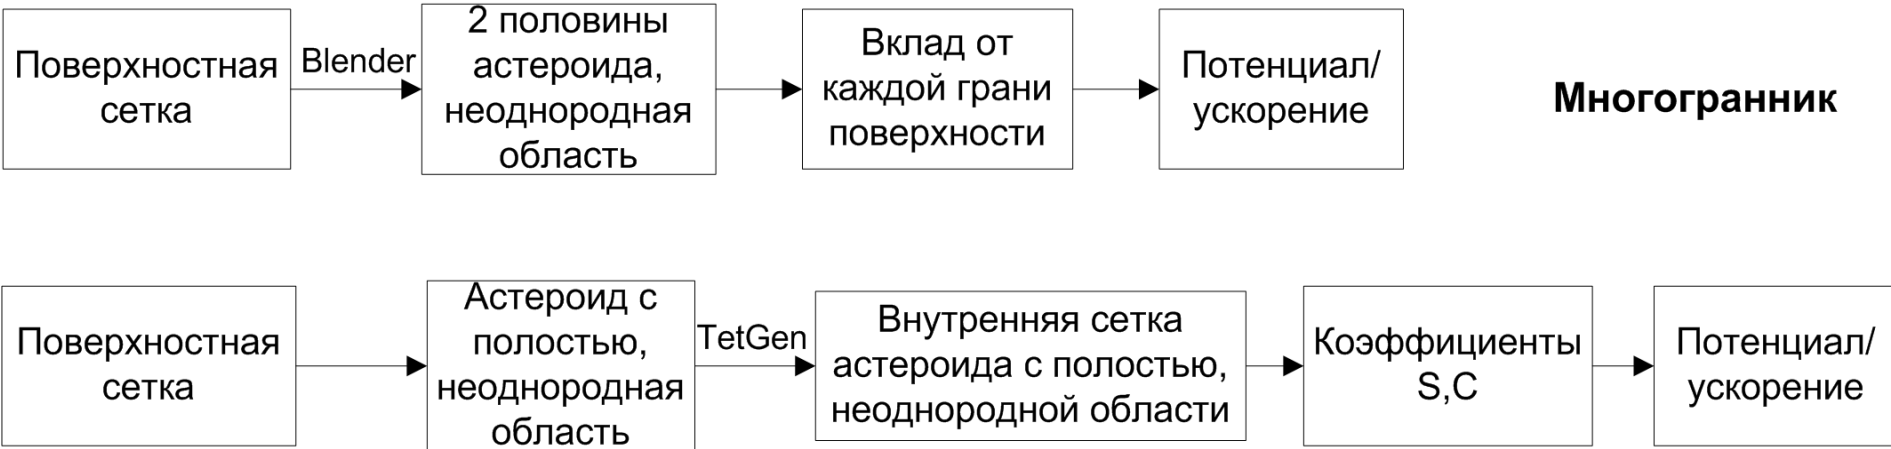 Поверхностная
сетка
Blender
2 половины
астероида,
неоднородная
область
Вклад от
каждой грани
поверхности
Потенциал/
ускорение
Многогранник
Поверхностная
сетка
Астероид с
полостью,
неоднородная
область
TetGen
Внутренняя сетка
астероида с полостью,
неоднородной области
Коэффициенты
S,C
Потенциал/
ускорение